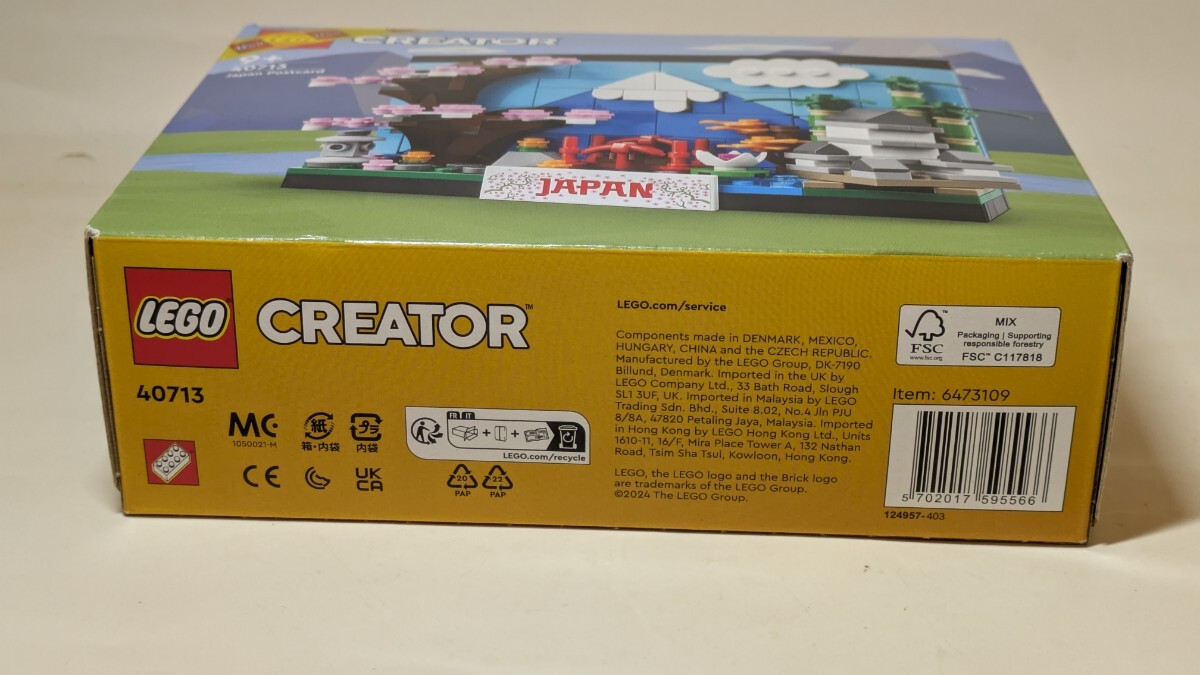 LEGO
CREATOR
9+
40713
Japan Postcard
JAPAN
LEGO
CREATOR™
40713
MC
1050021-M
紙
箱・内袋
プラ
内袋
CE
UK
CA
FR IT
LEGO.com/recycle
20
PAP
22
PAP
LEGO.com/service
Components made in DENMARK, MEXICO,
HUNGARY, CHINA and the CZECH REPUBLIC.
Manufactured by the LEGO Group, DK-7190
Billund, Denmark. Imported in the UK by
LEGO Company Ltd., 33 Bath Road, Slough
SL1 3UF, UK. Imported in Malaysia by LEGO
Trading Sdn. Bhd., Suite 8.02, No.4 Jln PJU
8/8A, 47820 Petaling Jaya, Malaysia. Imported
in Hong Kong by LEGO Hong Kong Ltd., Units
1610-11, 16/F, Mira Place Tower A, 132 Nathan
Road, Tsim Sha Tsui, Kowloon, Hong Kong.
LEGO, the LEGO logo and the Brick logo
are trademarks of the LEGO Group.
©2024 The LEGO Group.
FSC
www.fsc.org
MIX
Packaging | Supporting
responsible forestry
FSC™ C117818
Item: 6473109
5 702017 595566
124957-403